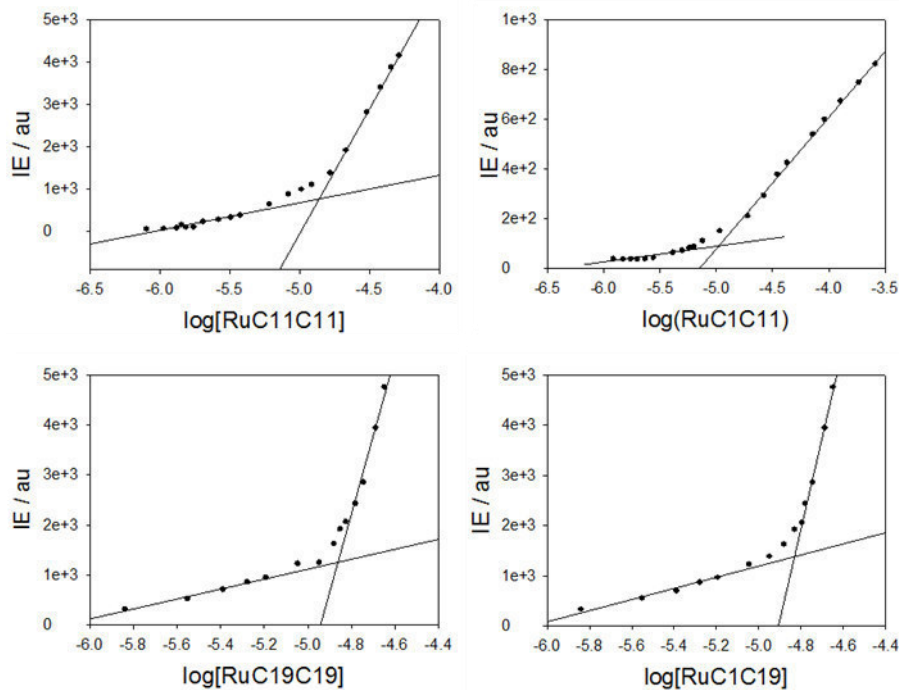 5e+3
4e+3
3e+3
2e+3
1e+3
0
IE / au
-6.5 -6.0 -5.5 -5.0 -4.5 -4.0
log[RuC11C11]
1e+3
8e+2
6e+2
4e+2
2e+2
0
IE / au
-6.5 -6.0 -5.5 -5.0 -4.5 -4.0 -3.5
log(RuC1C11)
5e+3
4e+3
3e+3
2e+3
1e+3
0
IE / au
-6.0 -5.8 -5.6 -5.4 -5.2 -5.0 -4.8 -4.6 -4.4
log[RuC19C19]
5e+3
4e+3
3e+3
2e+3
1e+3
0
IE / au
-6.0 -5.8 -5.6 -5.4 -5.2 -5.0 -4.8 -4.6 -4.4
log[RuC1C19]